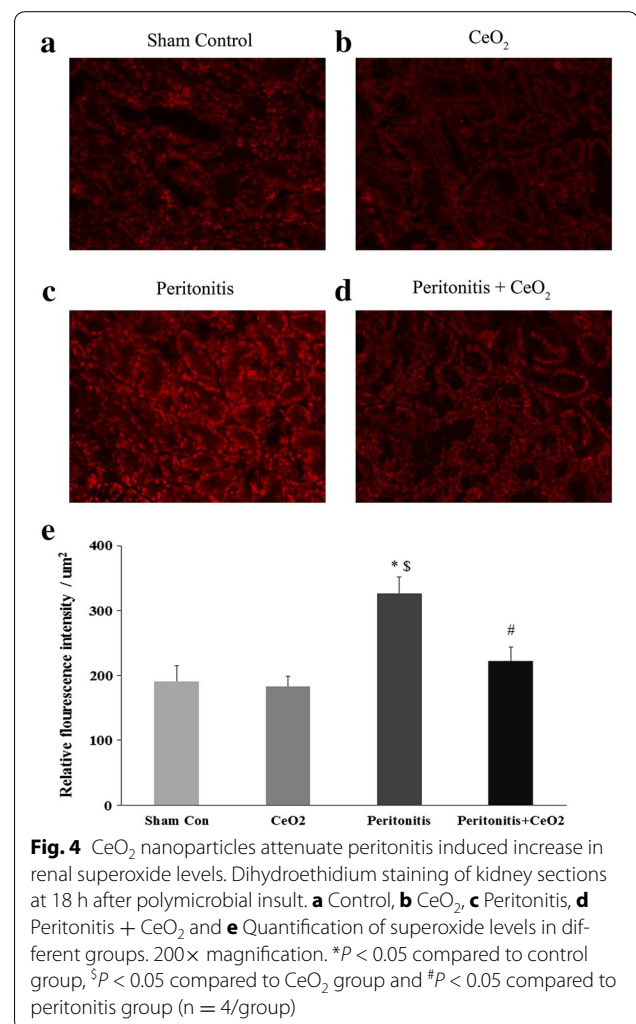 a Sham Control
b CeO₂
c Peritonitis
d Peritonitis + CeO₂
e
Relative flourescence intensity / um²
400
300
200
100
0
* $
#
Sham Con CeO2 Peritonitis Peritonitis+CeO2
Fig. 4 CeO₂ nanoparticles attenuate peritonitis induced increase in
renal superoxide levels. Dihydroethidium staining of kidney sections
at 18 h after polymicrobial insult. a Control, b CeO₂, c Peritonitis, d
Peritonitis + CeO₂ and e Quantification of superoxide levels in dif-
ferent groups. 200× magnification. *P < 0.05 compared to control
group, $P < 0.05 compared to CeO₂ group and #P < 0.05 compared to
peritonitis group (n = 4/group)